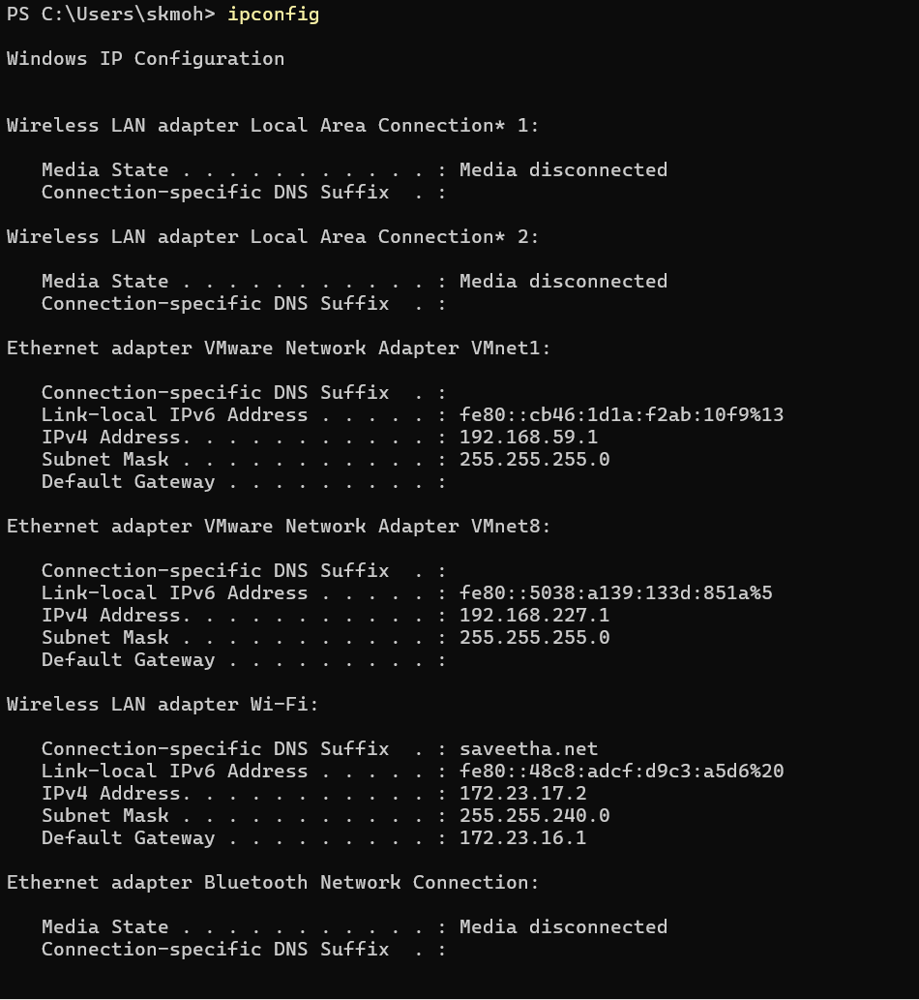 PS C:\Users\skmoh> ipconfig
Windows IP Configuration
Wireless LAN adapter Local Area Connection* 1:
   Media State . . . . . . . . . . . : Media disconnected
   Connection-specific DNS Suffix  . :
Wireless LAN adapter Local Area Connection* 2:
   Media State . . . . . . . . . . . : Media disconnected
   Connection-specific DNS Suffix  . :
Ethernet adapter VMware Network Adapter VMnet1:
   Connection-specific DNS Suffix  . :
   Link-local IPv6 Address . . . . . : fe80::cb46:1d1a:f2ab:10f9%13
   IPv4 Address. . . . . . . . . . . : 192.168.59.1
   Subnet Mask . . . . . . . . . . . : 255.255.255.0
   Default Gateway . . . . . . . . . :
Ethernet adapter VMware Network Adapter VMnet8:
   Connection-specific DNS Suffix  . :
   Link-local IPv6 Address . . . . . : fe80::5038:a139:133d:851a%5
   IPv4 Address. . . . . . . . . . . : 192.168.227.1
   Subnet Mask . . . . . . . . . . . : 255.255.255.0
   Default Gateway . . . . . . . . . :
Wireless LAN adapter Wi-Fi:
   Connection-specific DNS Suffix  . : saveetha.net
   Link-local IPv6 Address . . . . . : fe80::48c8:adcf:d9c3:a5d6%20
   IPv4 Address. . . . . . . . . . . : 172.23.17.2
   Subnet Mask . . . . . . . . . . . : 255.255.240.0
   Default Gateway . . . . . . . . . : 172.23.16.1
Ethernet adapter Bluetooth Network Connection:
   Media State . . . . . . . . . . . : Media disconnected
   Connection-specific DNS Suffix  . :